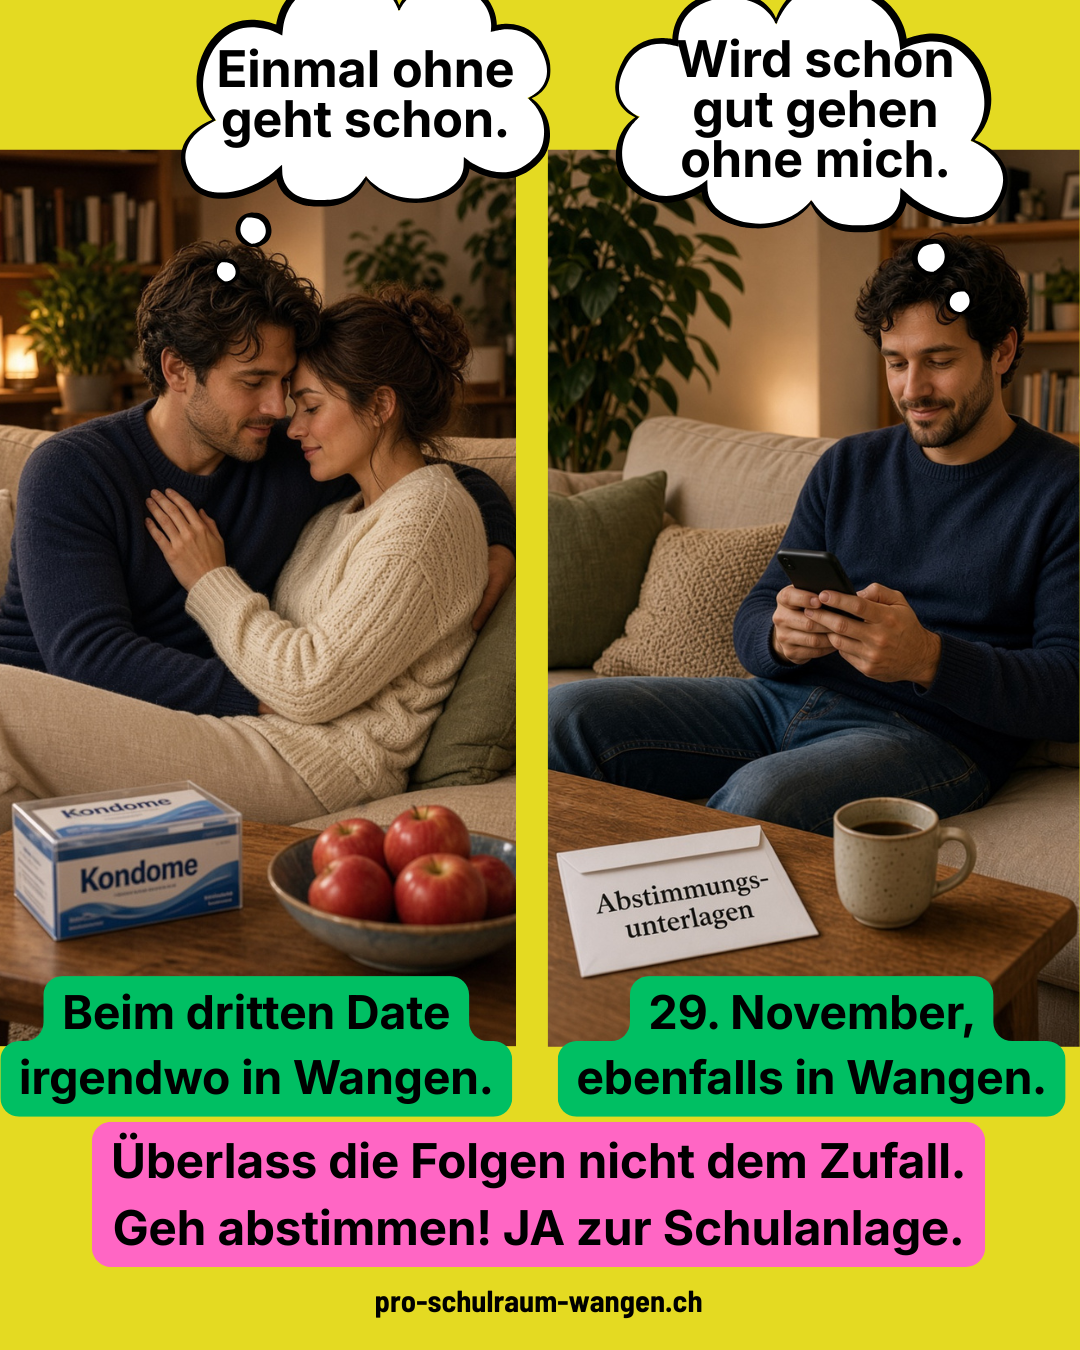 Einmal ohne
geht schon.
Wird schon
gut gehen
ohne mich.
Kondome
Kondome
Abstimmungs-
unterlagen
Beim dritten Date
irgendwo in Wangen.
29. November,
ebenfalls in Wangen.
Überlass die Folgen nicht dem Zufall.
Geh abstimmen! JA zur Schulanlage.
pro-schulraum-wangen.ch